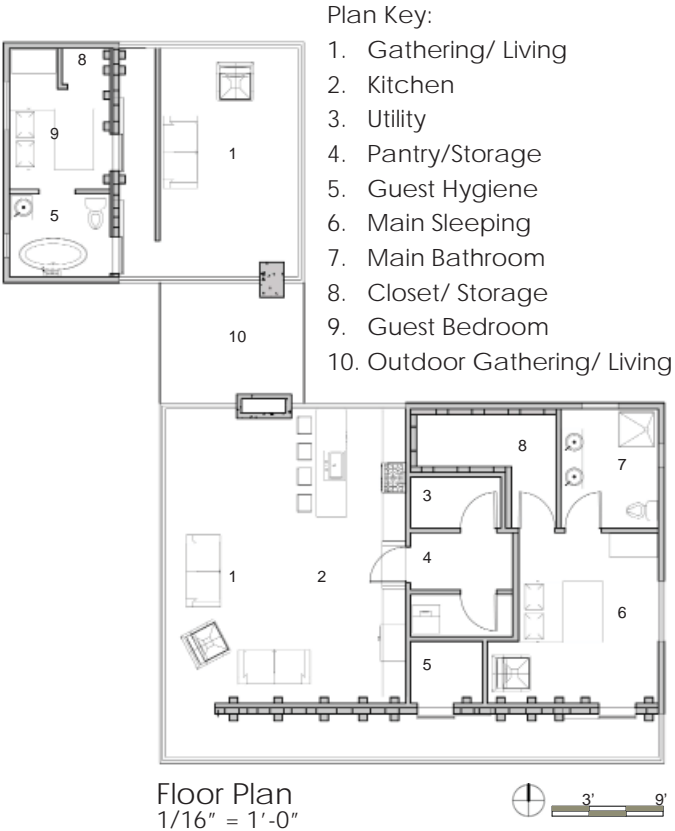 Plan Key:
1. Gathering/ Living
2. Kitchen
3. Utility
4. Pantry/Storage
5. Guest Hygiene
6. Main Sleeping
7. Main Bathroom
8. Closet/ Storage
9. Guest Bedroom
10. Outdoor Gathering/ Living
8
9
1
5
10
8
7
3
4
1
2
6
5
Floor Plan
1/16" = 1'-0"
3' 9'